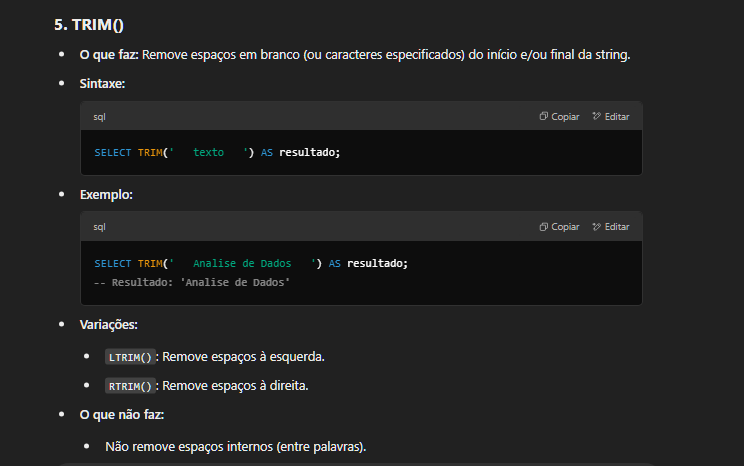 5. TRIM()
• O que faz: Remove espaços em branco (ou caracteres especificados) do início e/ou final da string.
• Sintaxe:
sql Copiar Editar
SELECT TRIM('   texto   ') AS resultado;
• Exemplo:
sql Copiar Editar
SELECT TRIM('   Analise de Dados   ') AS resultado;
-- Resultado: 'Analise de Dados'
• Variações:
• LTRIM(): Remove espaços à esquerda.
• RTRIM(): Remove espaços à direita.
• O que não faz:
• Não remove espaços internos (entre palavras).